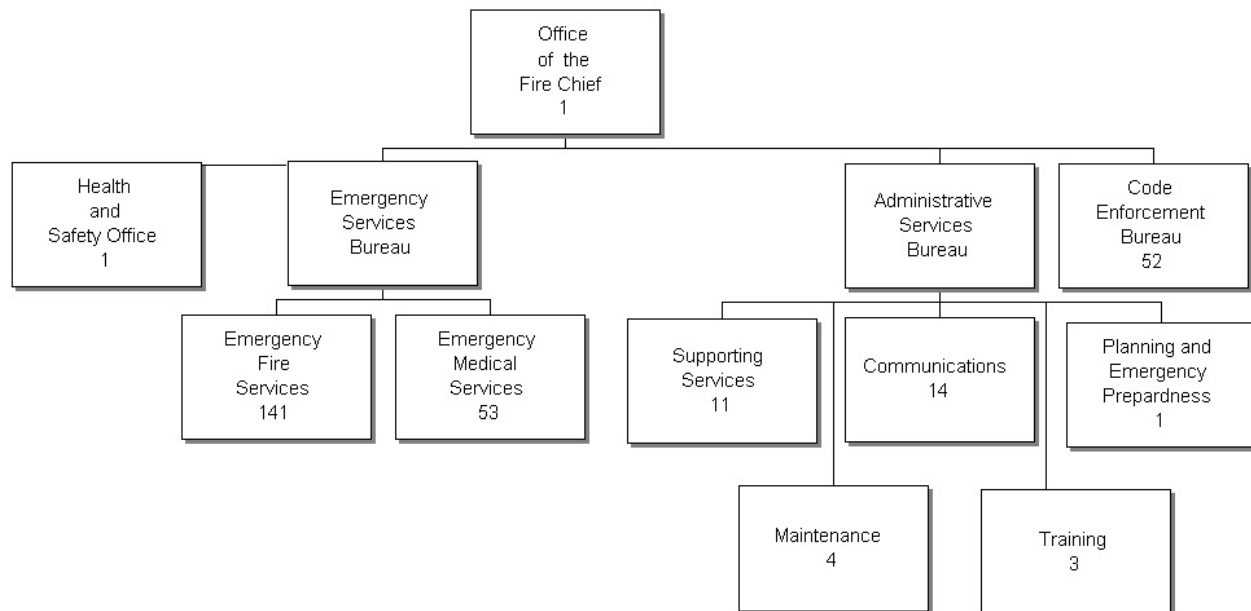 Office
of the
Fire Chief
1
Health
and
Safety Office
1
Emergency
Services
Bureau
Administrative
Services
Bureau
Code
Enforcement
Bureau
52
Emergency
Fire
Services
141
Emergency
Medical
Services
53
Supporting
Services
11
Communications
14
Planning and
Emergency
Prepardness
1
Maintenance
4
Training
3